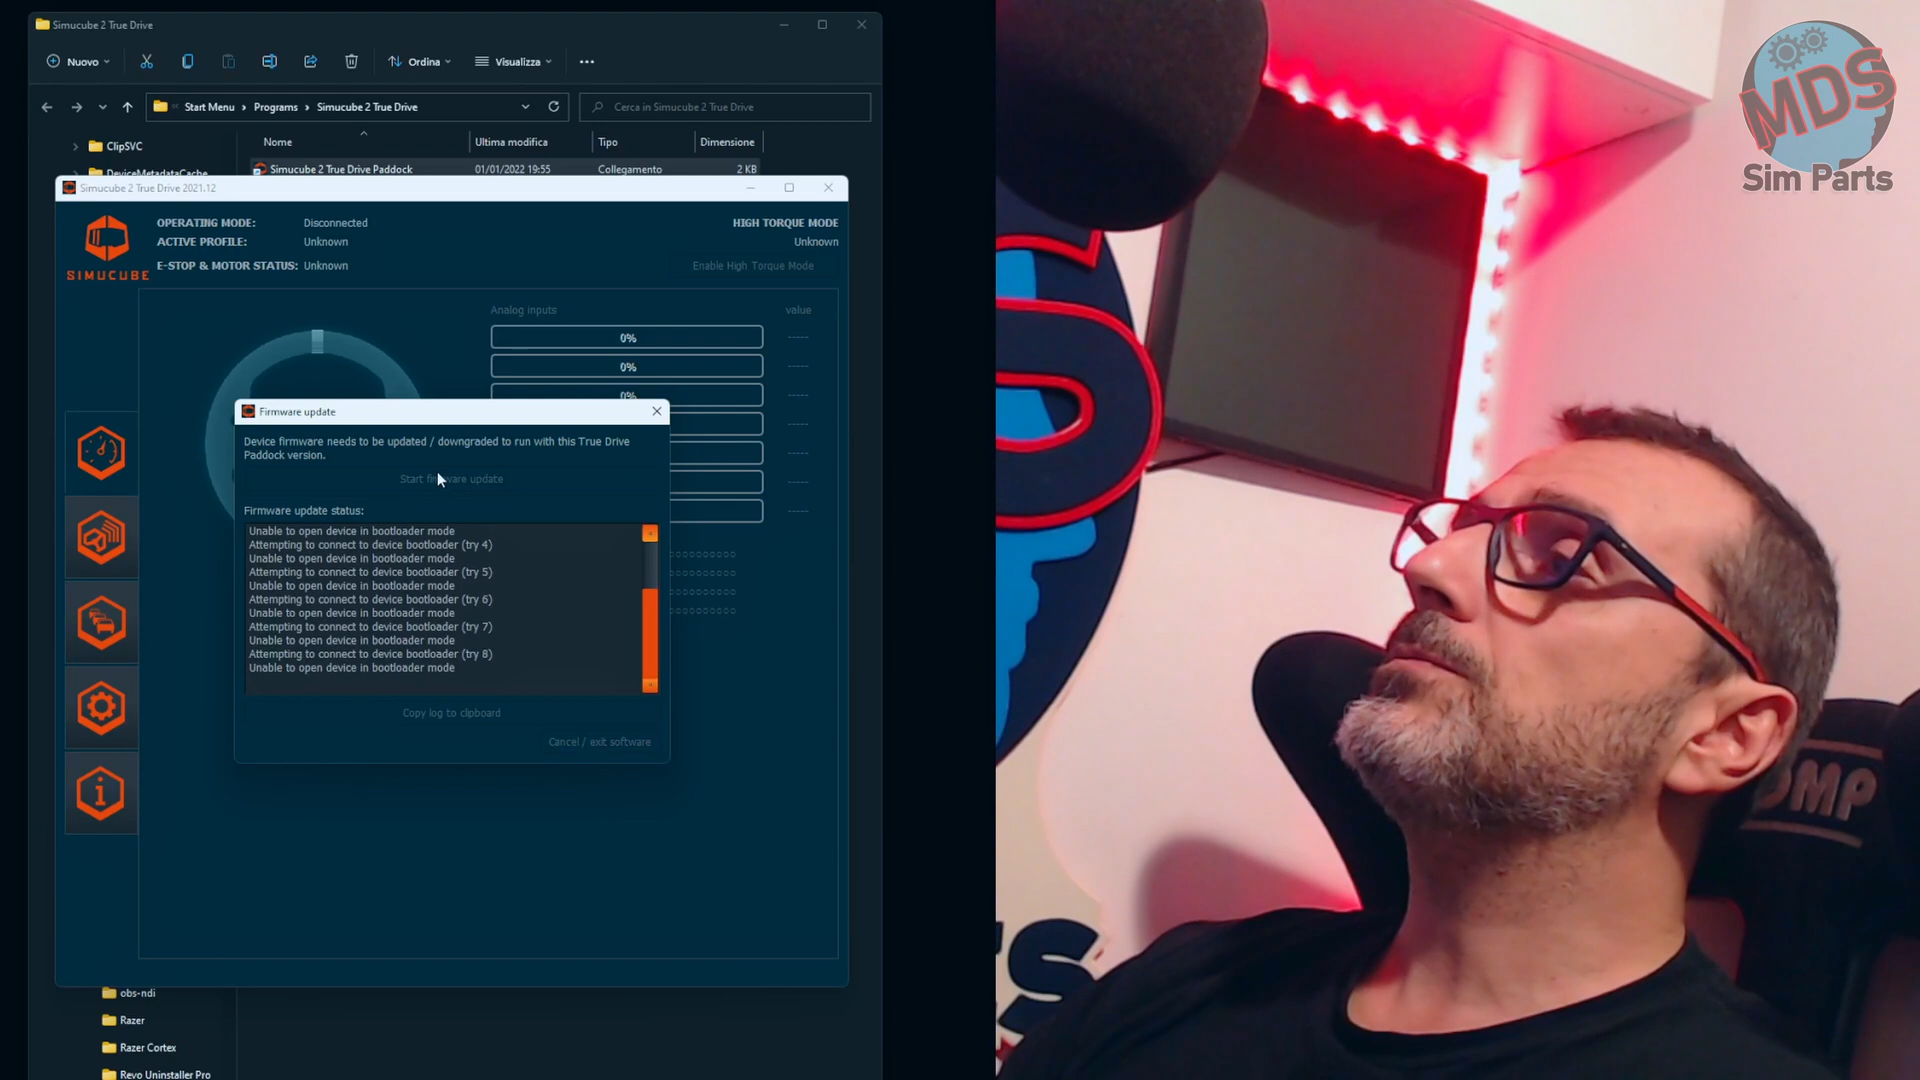 Simucube 2 True Drive
Nuovo
Ordina
Visualizza
Start Menu
Programs
Simucube 2 True Drive
Cerca in Simucube 2 True Drive
Nome
Ultima modifica
Tipo
Dimensione
ClipSVC
DeviceMetadataCache
Simucube 2 True Drive Paddock
01/01/2022 19:55
Collegamento
2 KB
Simucube 2 True Drive 2021.12
SIMUCUBE
OPERATING MODE: Disconnected
ACTIVE PROFILE: Unknown
E-STOP & MOTOR STATUS: Unknown
HIGH TORQUE MODE
Unknown
Enable High Torque Mode
Analog inputs
value
0%
-----
0%
-----
0%
-----
-----
-----
-----
-----
Firmware update
Device firmware needs to be updated / downgraded to run with this True Drive
Paddock version.
Start firmware update
Firmware update status:
Unable to open device in bootloader mode
Attempting to connect to device bootloader (try 4)
Unable to open device in bootloader mode
Attempting to connect to device bootloader (try 5)
Unable to open device in bootloader mode
Attempting to connect to device bootloader (try 6)
Unable to open device in bootloader mode
Attempting to connect to device bootloader (try 7)
Unable to open device in bootloader mode
Attempting to connect to device bootloader (try 8)
Unable to open device in bootloader mode
Copy log to clipboard
Cancel / exit software
obs-ndi
Razer
Razer Cortex
Revo Uninstaller Pro
MDS
Sim Parts
OMP